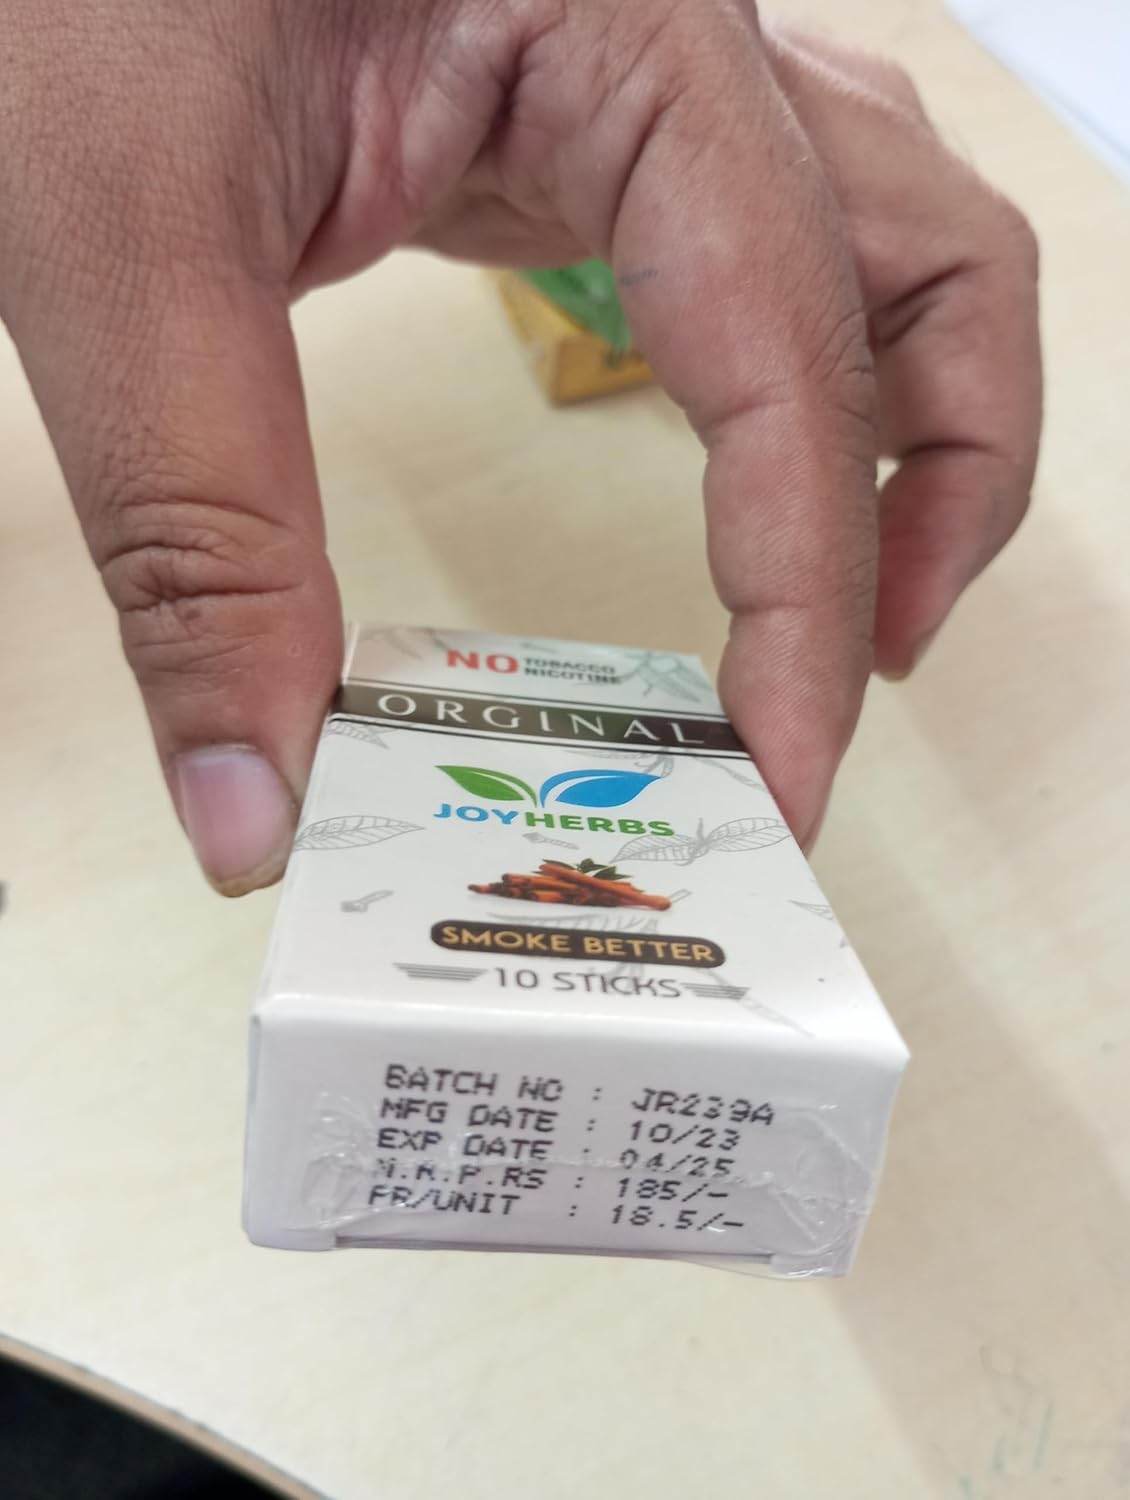 NO TOBACCO
NICOTINE
ORGINAL
JOYHERBS
SMOKE BETTER
10 STICKS
BATCH NO : JR239A
MFG DATE : 10/23
EXP DATE : 04/25
M.R.P.RS : 185/-
PR/UNIT : 18.5/-